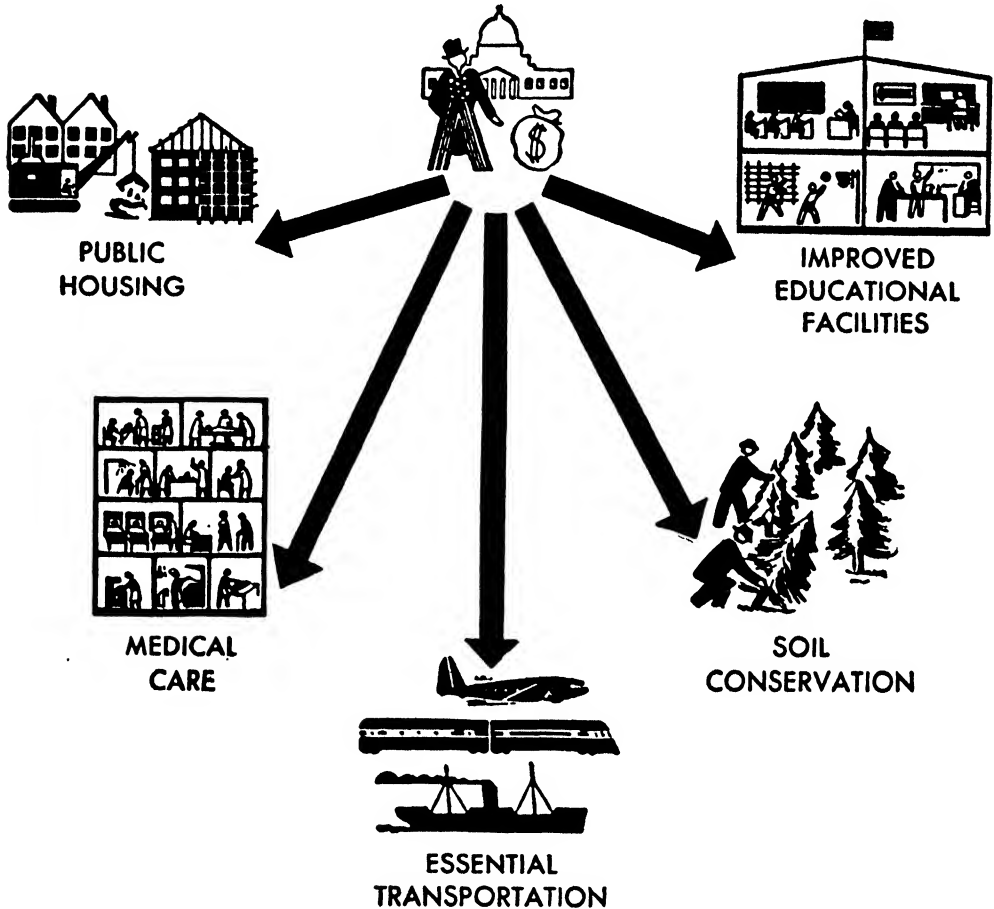 $
PUBLIC
HOUSING
IMPROVED
EDUCATIONAL
FACILITIES
MEDICAL
CARE
SOIL
CONSERVATION
ESSENTIAL
TRANSPORTATION